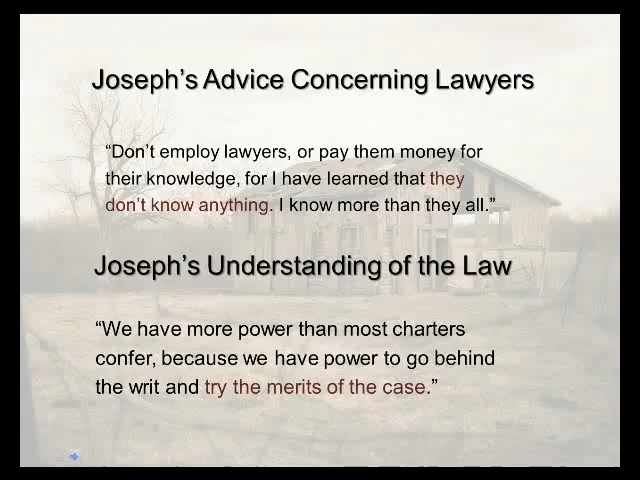 Joseph’s Advice Concerning Lawyers
“Don’t employ lawyers, or pay them money for
their knowledge, for I have learned that they
don’t know anything. I know more than they all.”
Joseph’s Understanding of the Law
“We have more power than most charters
confer, because we have power to go behind
the writ and try the merits of the case.”